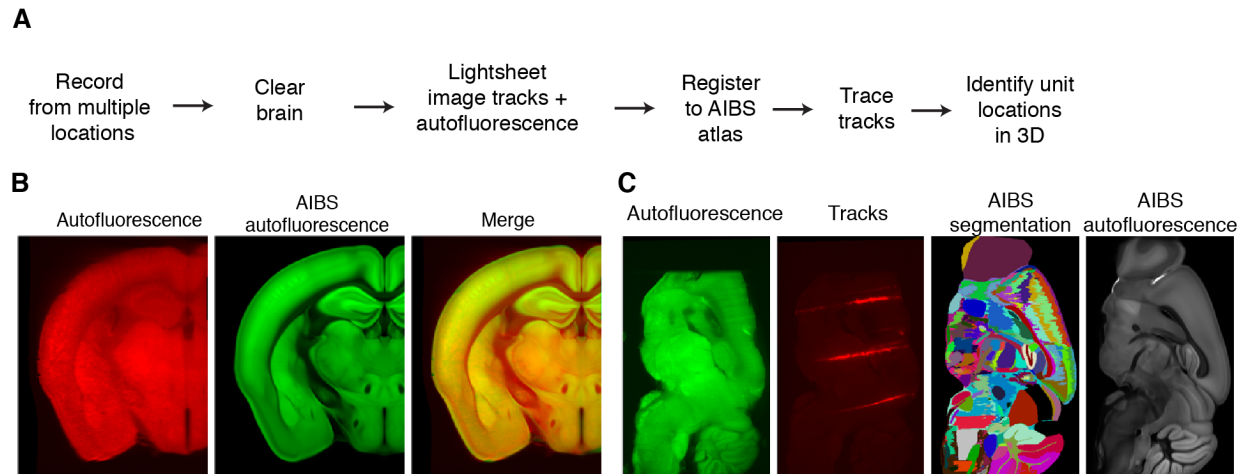 A
Record
from multiple
locations
Clear
brain
Lightsheet
image tracks +
autofluorescence
Register
to AIBS
atlas
Trace
tracks
Identify unit
locations
in 3D
B
Autofluorescence
AIBS
autofluorescence
Merge
C
Autofluorescence
Tracks
AIBS
segmentation
AIBS
autofluorescence